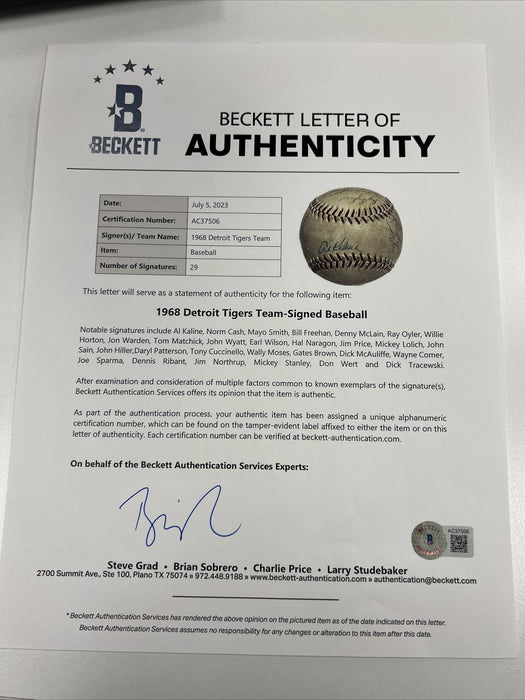 B
BECKETT
BECKETT LETTER OF
AUTHENTICITY
Date: July 5, 2023
Certification Number: AC37506
Signer(s)/ Team Name: 1968 Detroit Tigers Team
Item: Baseball
Number of Signatures: 29
This letter will serve as a statement of authenticity for the following item:
1968 Detroit Tigers Team-Signed Baseball
Notable signatures include Al Kaline, Norm Cash, Mayo Smith, Bill Freehan, Denny McLain, Ray Oyler, Willie
Horton, Jon Warden, Tom Matchick, John Wyatt, Earl Wilson, Hal Naragon, Jim Price, Mickey Lolich, John
Sain, John Hiller,Daryl Patterson, Tony Cuccinello, Wally Moses, Gates Brown, Dick McAuliffe, Wayne Comer,
Joe Sparma, Dennis Ribant, Jim Northrup, Mickey Stanley, Don Wert and Dick Tracewski.
After examination and consideration of multiple factors common to known exemplars of the signature(s),
Beckett Authentication Services offers its opinion that the item is authentic.
As part of the authentication process, your authentic item has been assigned a unique alphanumeric
certification number, which can be found on the tamper-evident label affixed to either the item or on this
letter of authenticity. Each certification number can be verified at beckett-authentication.com.
On behalf of the Beckett Authentication Services Experts:
AC37506
B
Steve Grad • Brian Sobrero • Charlie Price • Larry Studebaker
2700 Summit Ave., Ste 100, Plano TX 75074 » 972.448.9188 » www.beckett-authentication.com » authentication@beckett.com
* Beckett Authentication Services has rendered the above opinion on the pictured item as of the date indicated on this letter.
Beckett Authentication Services assumes no responsibility for any changes or alteration to this item after this date.